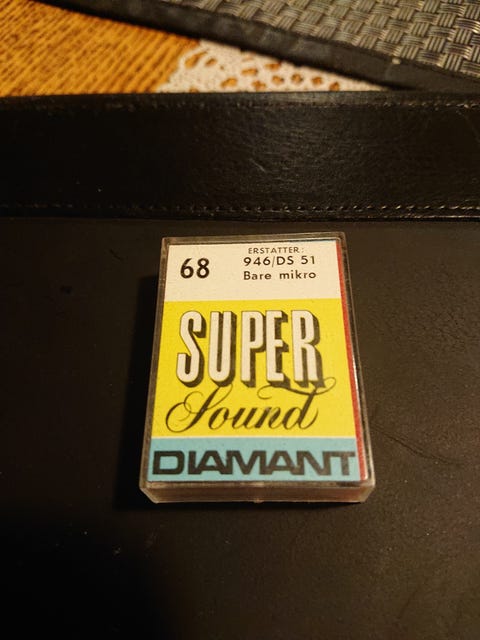 68
ERSTATTER:
946/DS 51
Bare mikro
SUPER
Sound
DIAMANT